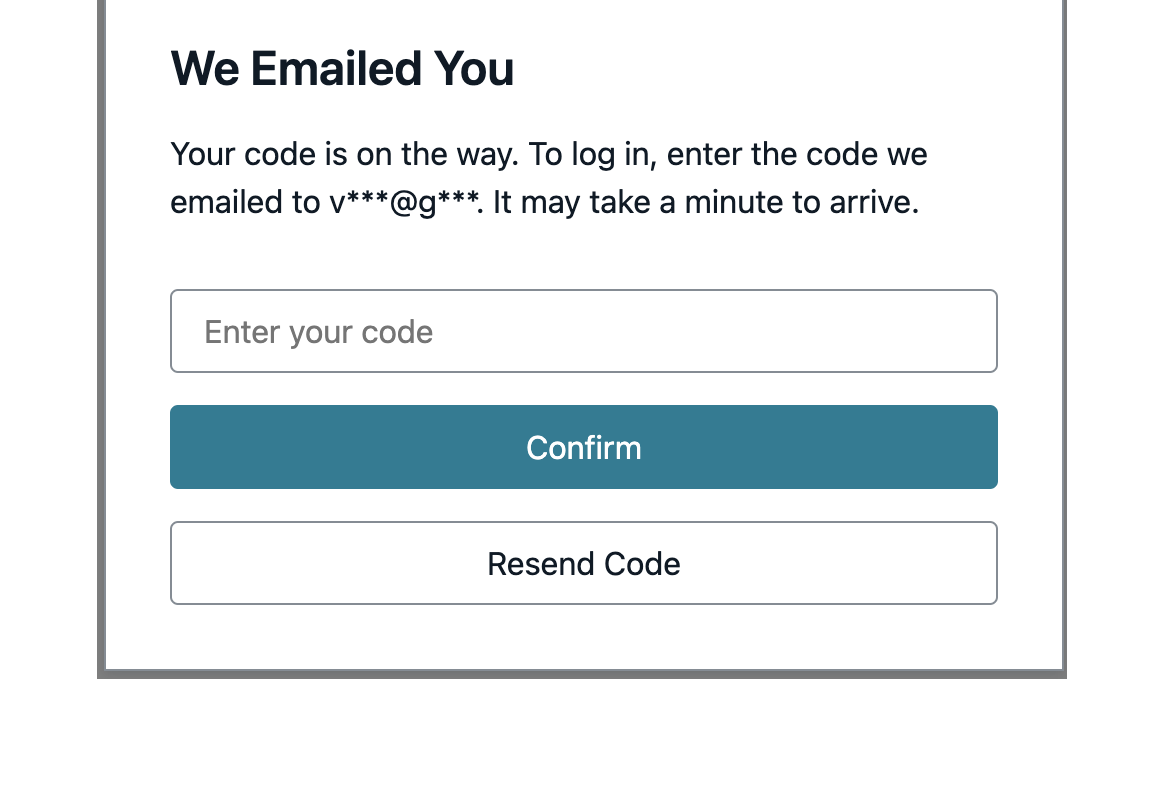 We Emailed You
Your code is on the way. To log in, enter the code we
emailed to v***@g***. It may take a minute to arrive.
Enter your code
Confirm
Resend Code